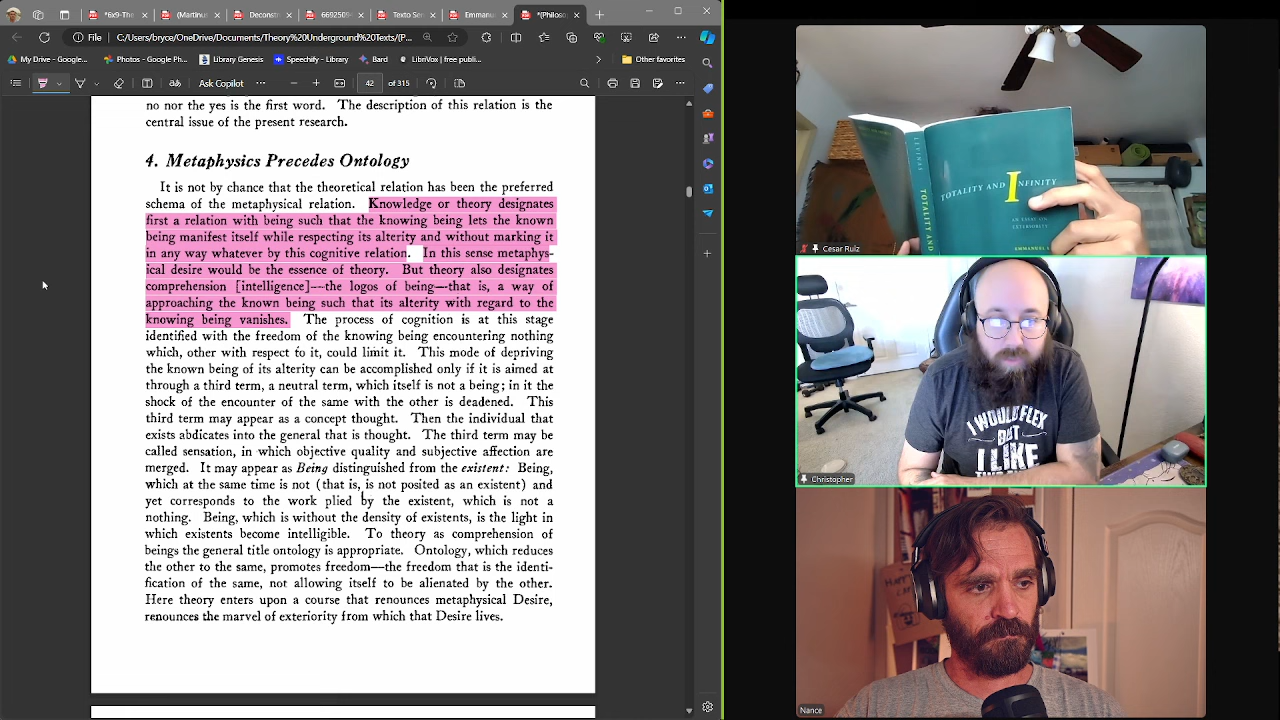 *6x9-The
(Martinus
Deconstr
6692509
Texto Se
Emmanu
*(Philoso
File
C:/Users/bryce/OneDrive/Documents/Theory%20Underground%20Texts/(P...
My Drive - Google...
Photos - Google Ph...
Library Genesis
Speechify - Library
Bard
LibriVox | free publi...
Other favorites
Ask Copilot
42 of 315
no nor the yes is the first word. The description of this relation is the
central issue of the present research.
4. Metaphysics Precedes Ontology
It is not by chance that the theoretical relation has been the preferred
schema of the metaphysical relation. Knowledge or theory designates
first a relation with being such that the knowing being lets the known
being manifest itself while respecting its alterity and without marking it
in any way whatever by this cognitive relation. In this sense metaphys-
ical desire would be the essence of theory. But theory also designates
comprehension [intelligence]—the logos of being—that is, a way of
approaching the known being such that its alterity with regard to the
knowing being vanishes. The process of cognition is at this stage
identified with the freedom of the knowing being encountering nothing
which, other with respect to it, could limit it. This mode of depriving
the known being of its alterity can be accomplished only if it is aimed at
through a third term, a neutral term, which itself is not a being; in it the
shock of the encounter of the same with the other is deadened. This
third term may appear as a concept thought. Then the individual that
exists abdicates into the general that is thought. The third term may be
called sensation, in which objective quality and subjective affection are
merged. It may appear as Being distinguished from the existent: Being,
which at the same time is not (that is, is not posited as an existent) and
yet corresponds to the work plied by the existent, which is not a
nothing. Being, which is without the density of existents, is the light in
which existents become intelligible. To theory as comprehension of
beings the general title ontology is appropriate. Ontology, which reduces
the other to the same, promotes freedom—the freedom that is the identi-
fication of the same, not allowing itself to be alienated by the other.
Here theory enters upon a course that renounces metaphysical Desire,
renounces the marvel of exteriority from which that Desire lives.
LEVINAS
TOTALITY AND
TOTALITY AND INFINITY
AN ESSAY ON
EXTERIORITY
EMMANUEL
Cesar Ruiz
I WOULD FLEX
BUT
I LIKE
Christopher
Nance